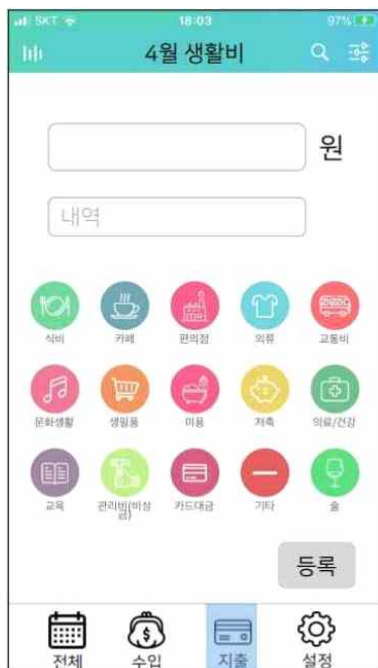 SKT 18:03 97%
4월 생활비
원
내역
식비 카페 편의점 의류 교통비
문화생활 생필품 미용 저축 의료/건강
교육 관리비(비상금) 카드대금 기타 술
등록
전체 수입 지출 설정